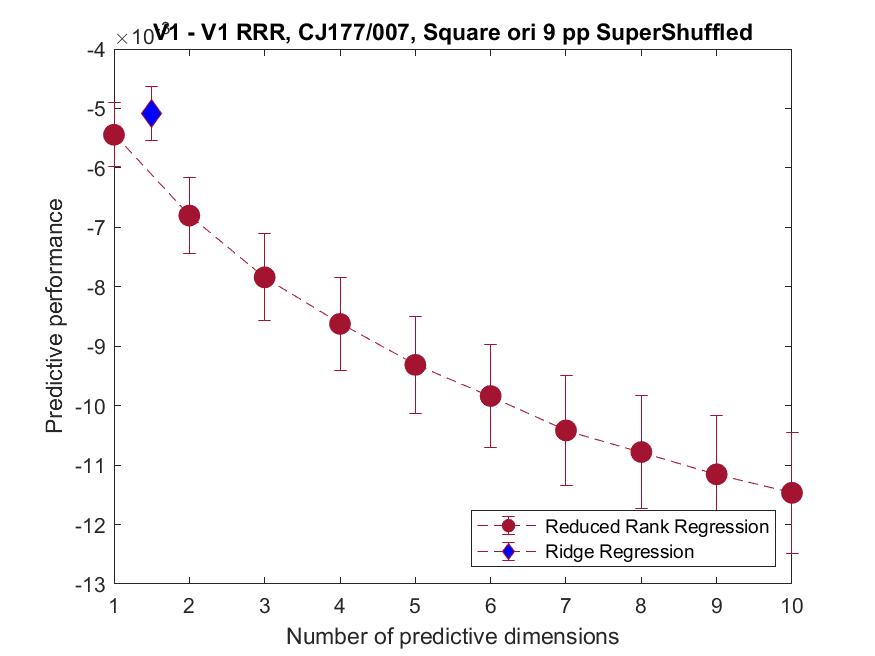 V1 - V1 RRR, CJ177/007, Square ori 9 pp SuperShuffled
×10
-4
-5
-6
-7
-8
-9
-10
-11
-12
-13
Predictive performance
Reduced Rank Regression
Ridge Regression
1 2 3 4 5 6 7 8 9 10
Number of predictive dimensions